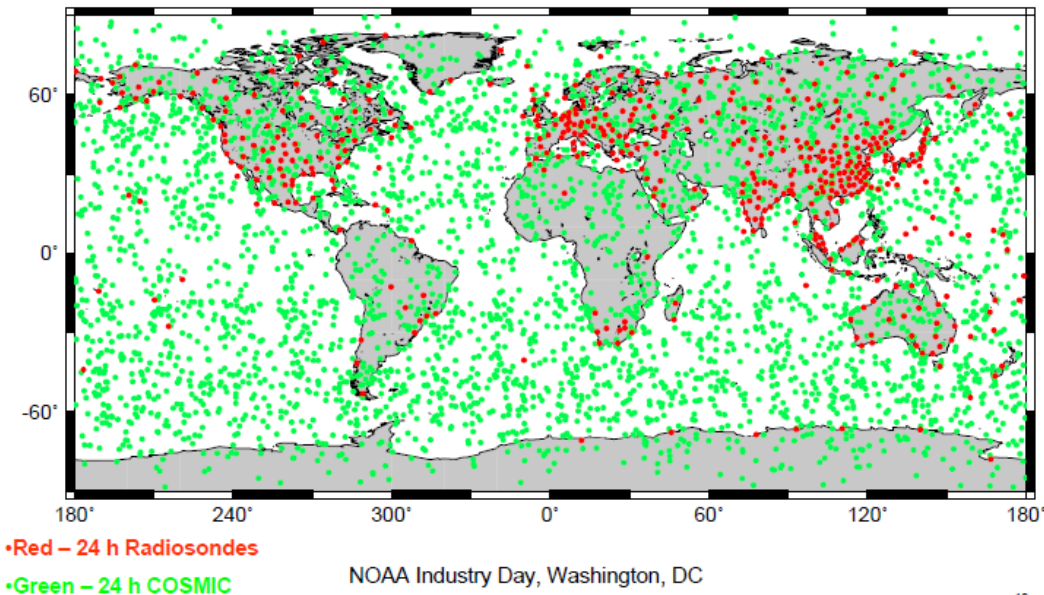 60°
0°
-60°
180° 240° 300° 0° 60° 120° 180°
•Red – 24 h Radiosondes
NOAA Industry Day, Washington, DC
•Green – 24 h COSMIC